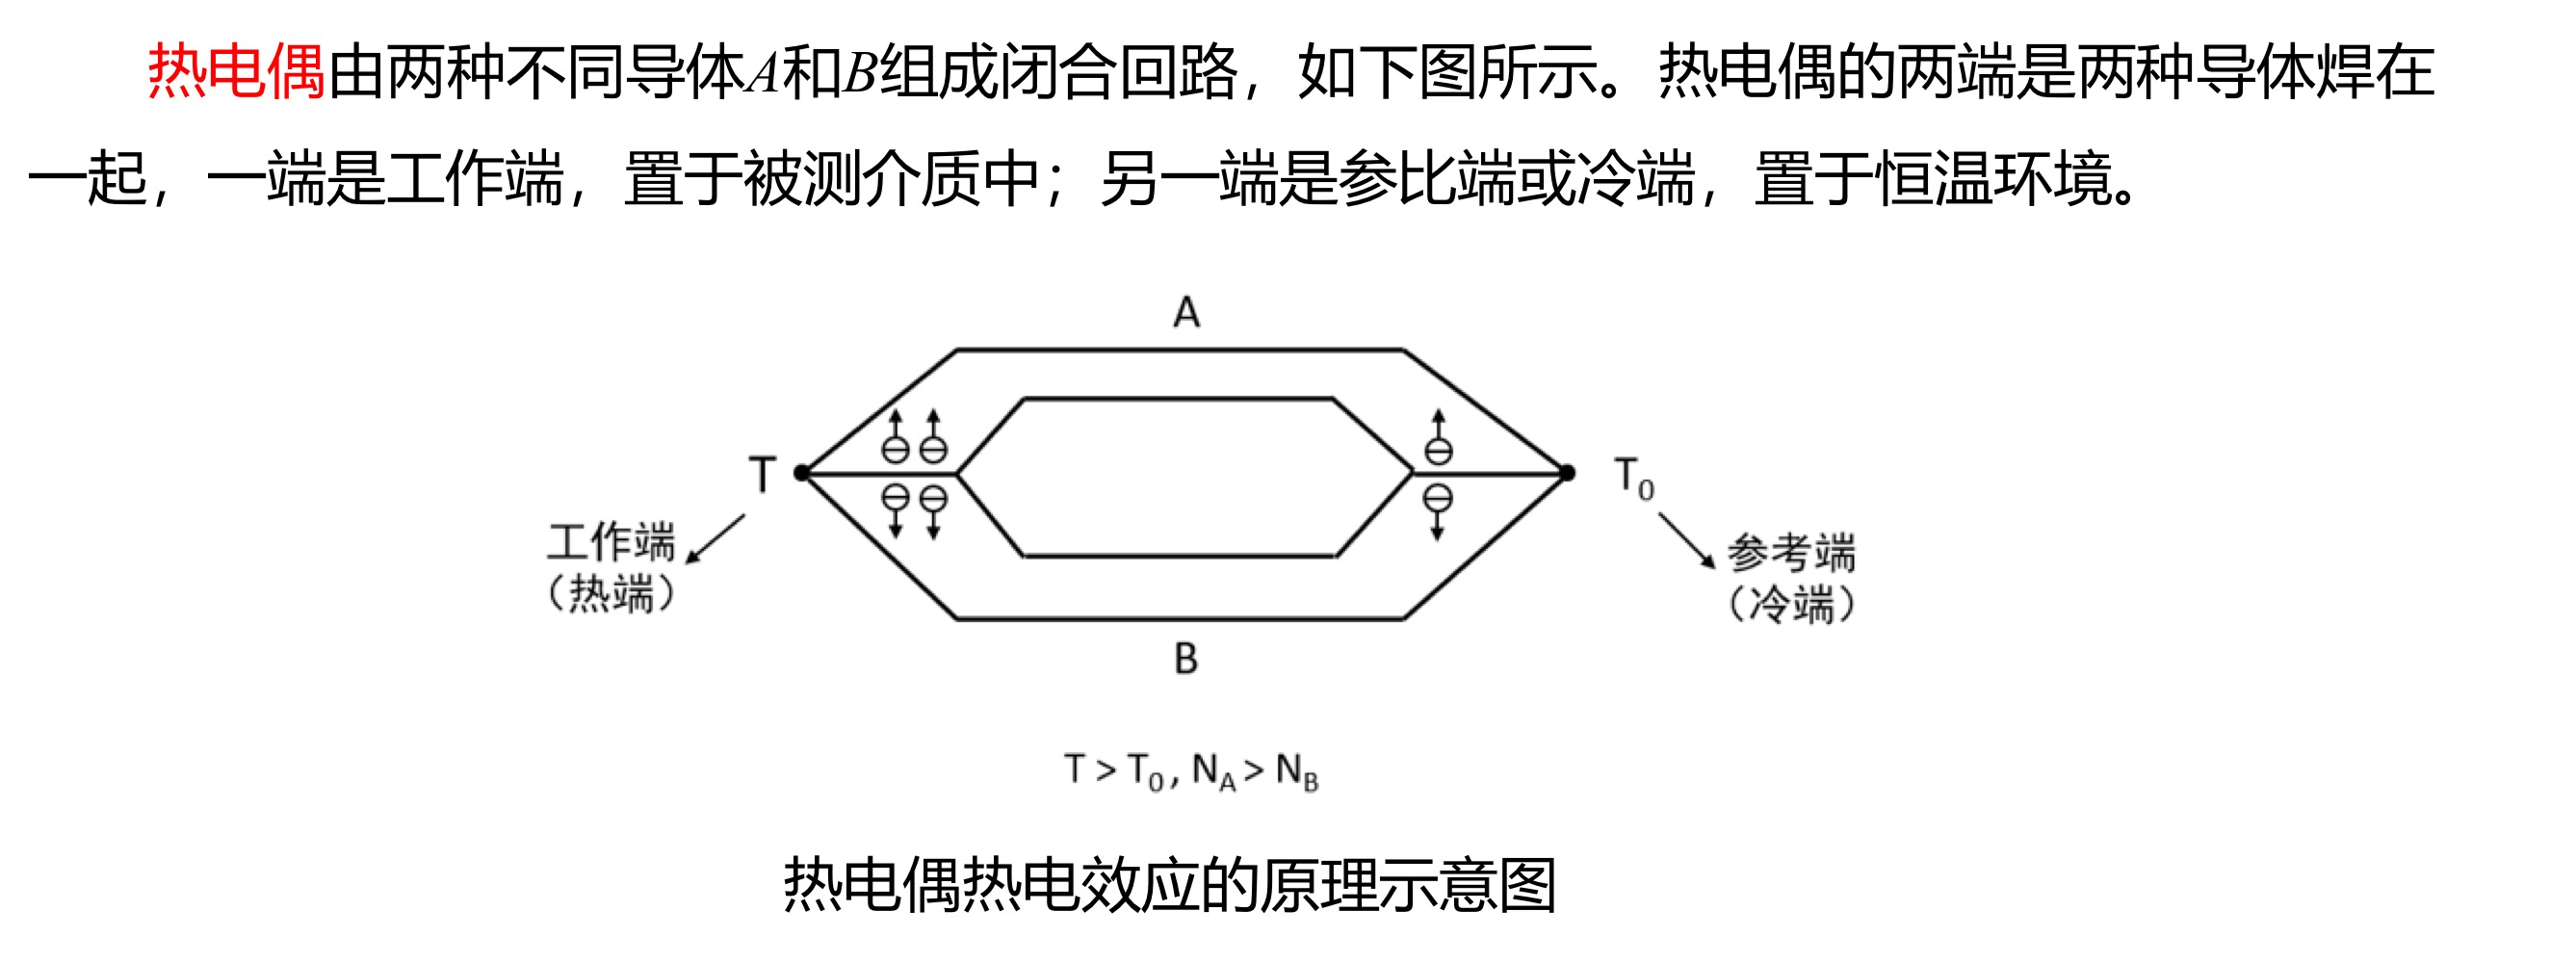 热电偶由两种不同导体A和B组成闭合回路，如下图所示。热电偶的两端是两种导体焊在
一起，一端是工作端，置于被测介质中；另一端是参比端或冷端，置于恒温环境。
A
T
T₀
工作端
（热端）
参考端
（冷端）
B
T > T₀ , N_A > N_B
热电偶热电效应的原理示意图